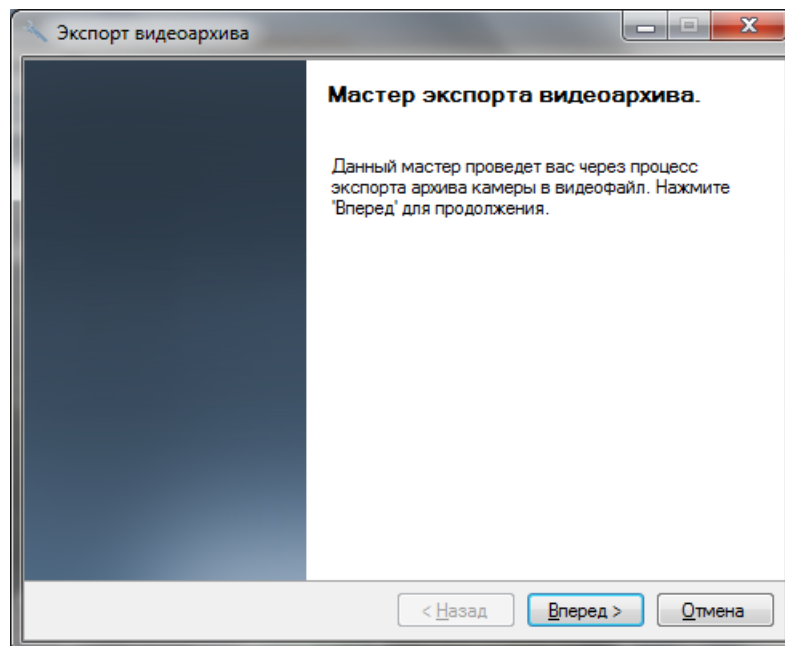 Экспорт видеоархива
Мастер экспорта видеоархива.
Данный мастер проведет вас через процесс
экспорта архива камеры в видеофайл. Нажмите
'Вперед' для продолжения.
< Назад
Вперед >
Отмена